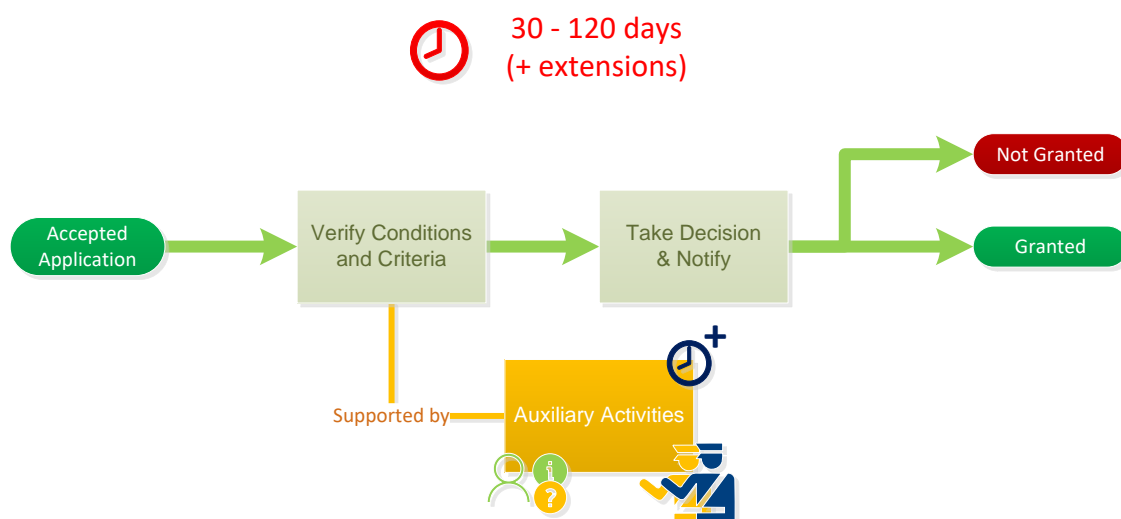 30 - 120 days
(+ extensions)
Not Granted
Accepted
Application
Verify Conditions
and Criteria
Take Decision
& Notify
Granted
Supported by
Auxiliary Activities
i
?